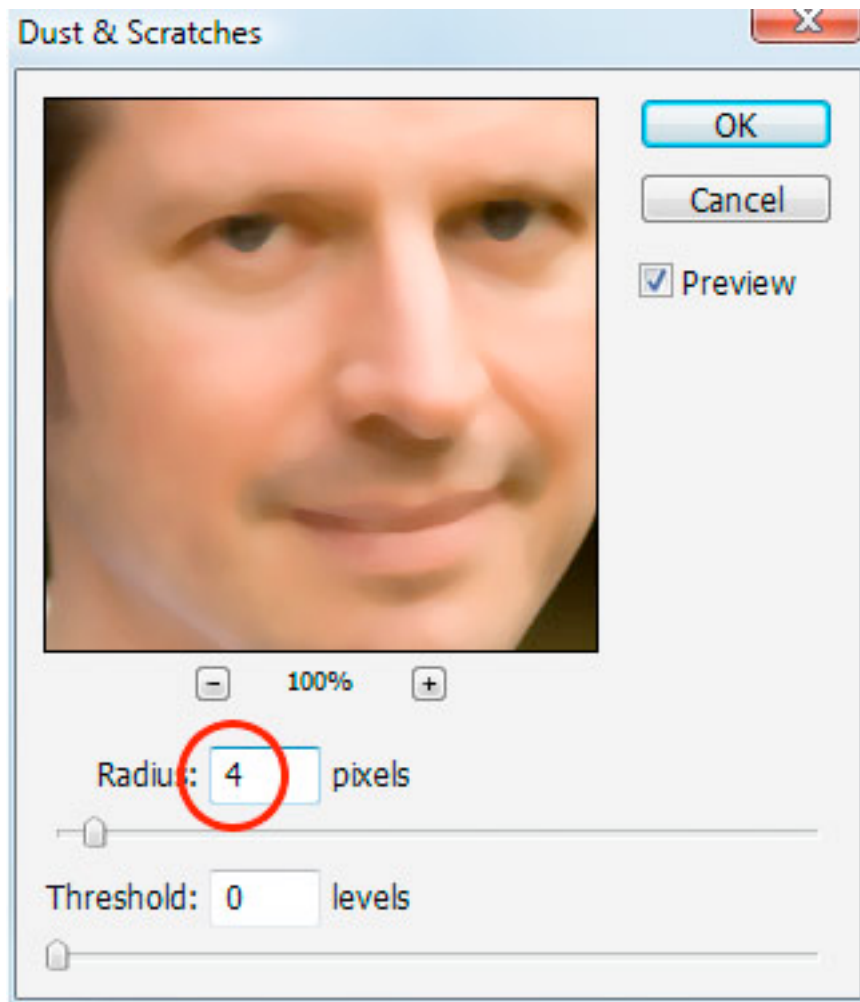 Dust & Scratches
OK
Cancel
Preview
100%
Radius: 4 pixels
Threshold: 0 levels